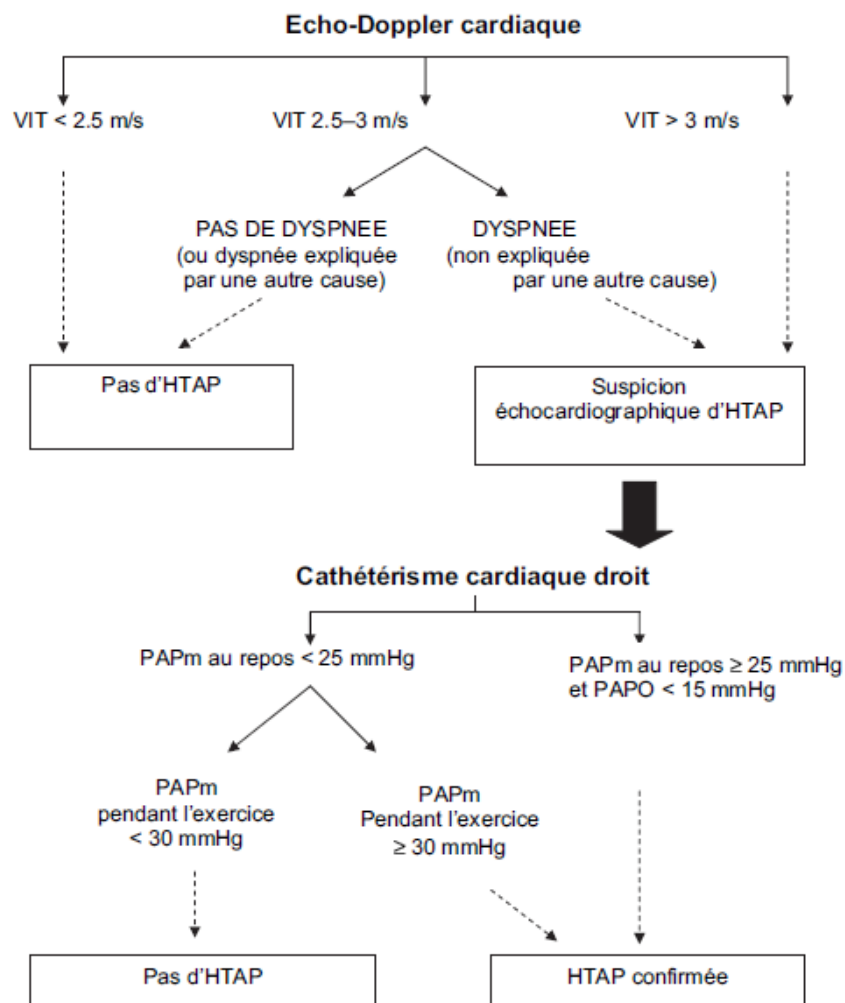 Echo-Doppler cardiaque
VIT < 2.5 m/s
VIT 2.5–3 m/s
VIT > 3 m/s
PAS DE DYSPNEE
(ou dyspnée expliquée
par une autre cause)
DYSPNEE
(non expliquée
par une autre cause)
Pas d'HTAP
Suspicion
échocardiographique d'HTAP
Cathétérisme cardiaque droit
PAPm au repos < 25 mmHg
PAPm au repos ≥ 25 mmHg
et PAPO < 15 mmHg
PAPm
pendant l'exercice
< 30 mmHg
PAPm
Pendant l'exercice
≥ 30 mmHg
Pas d'HTAP
HTAP confirmée